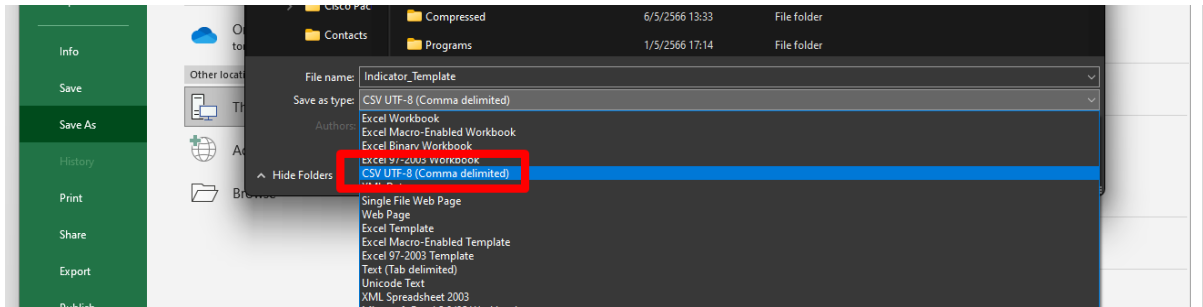 Info
Save
Save As
History
Print
Share
Export
Other locati
Cisco Pac
Contacts
Compressed 6/5/2566 13:33 File folder
Programs 1/5/2566 17:14 File folder
File name: Indicator_Template
Save as type: CSV UTF-8 (Comma delimited)
Authors:
Excel Workbook
Excel Macro-Enabled Workbook
Excel Binary Workbook
Excel 97-2003 Workbook
Hide Folders
CSV UTF-8 (Comma delimited)
Single File Web Page
Web Page
Excel Template
Excel Macro-Enabled Template
Excel 97-2003 Template
Text (Tab delimited)
Unicode Text
XML Spreadsheet 2003